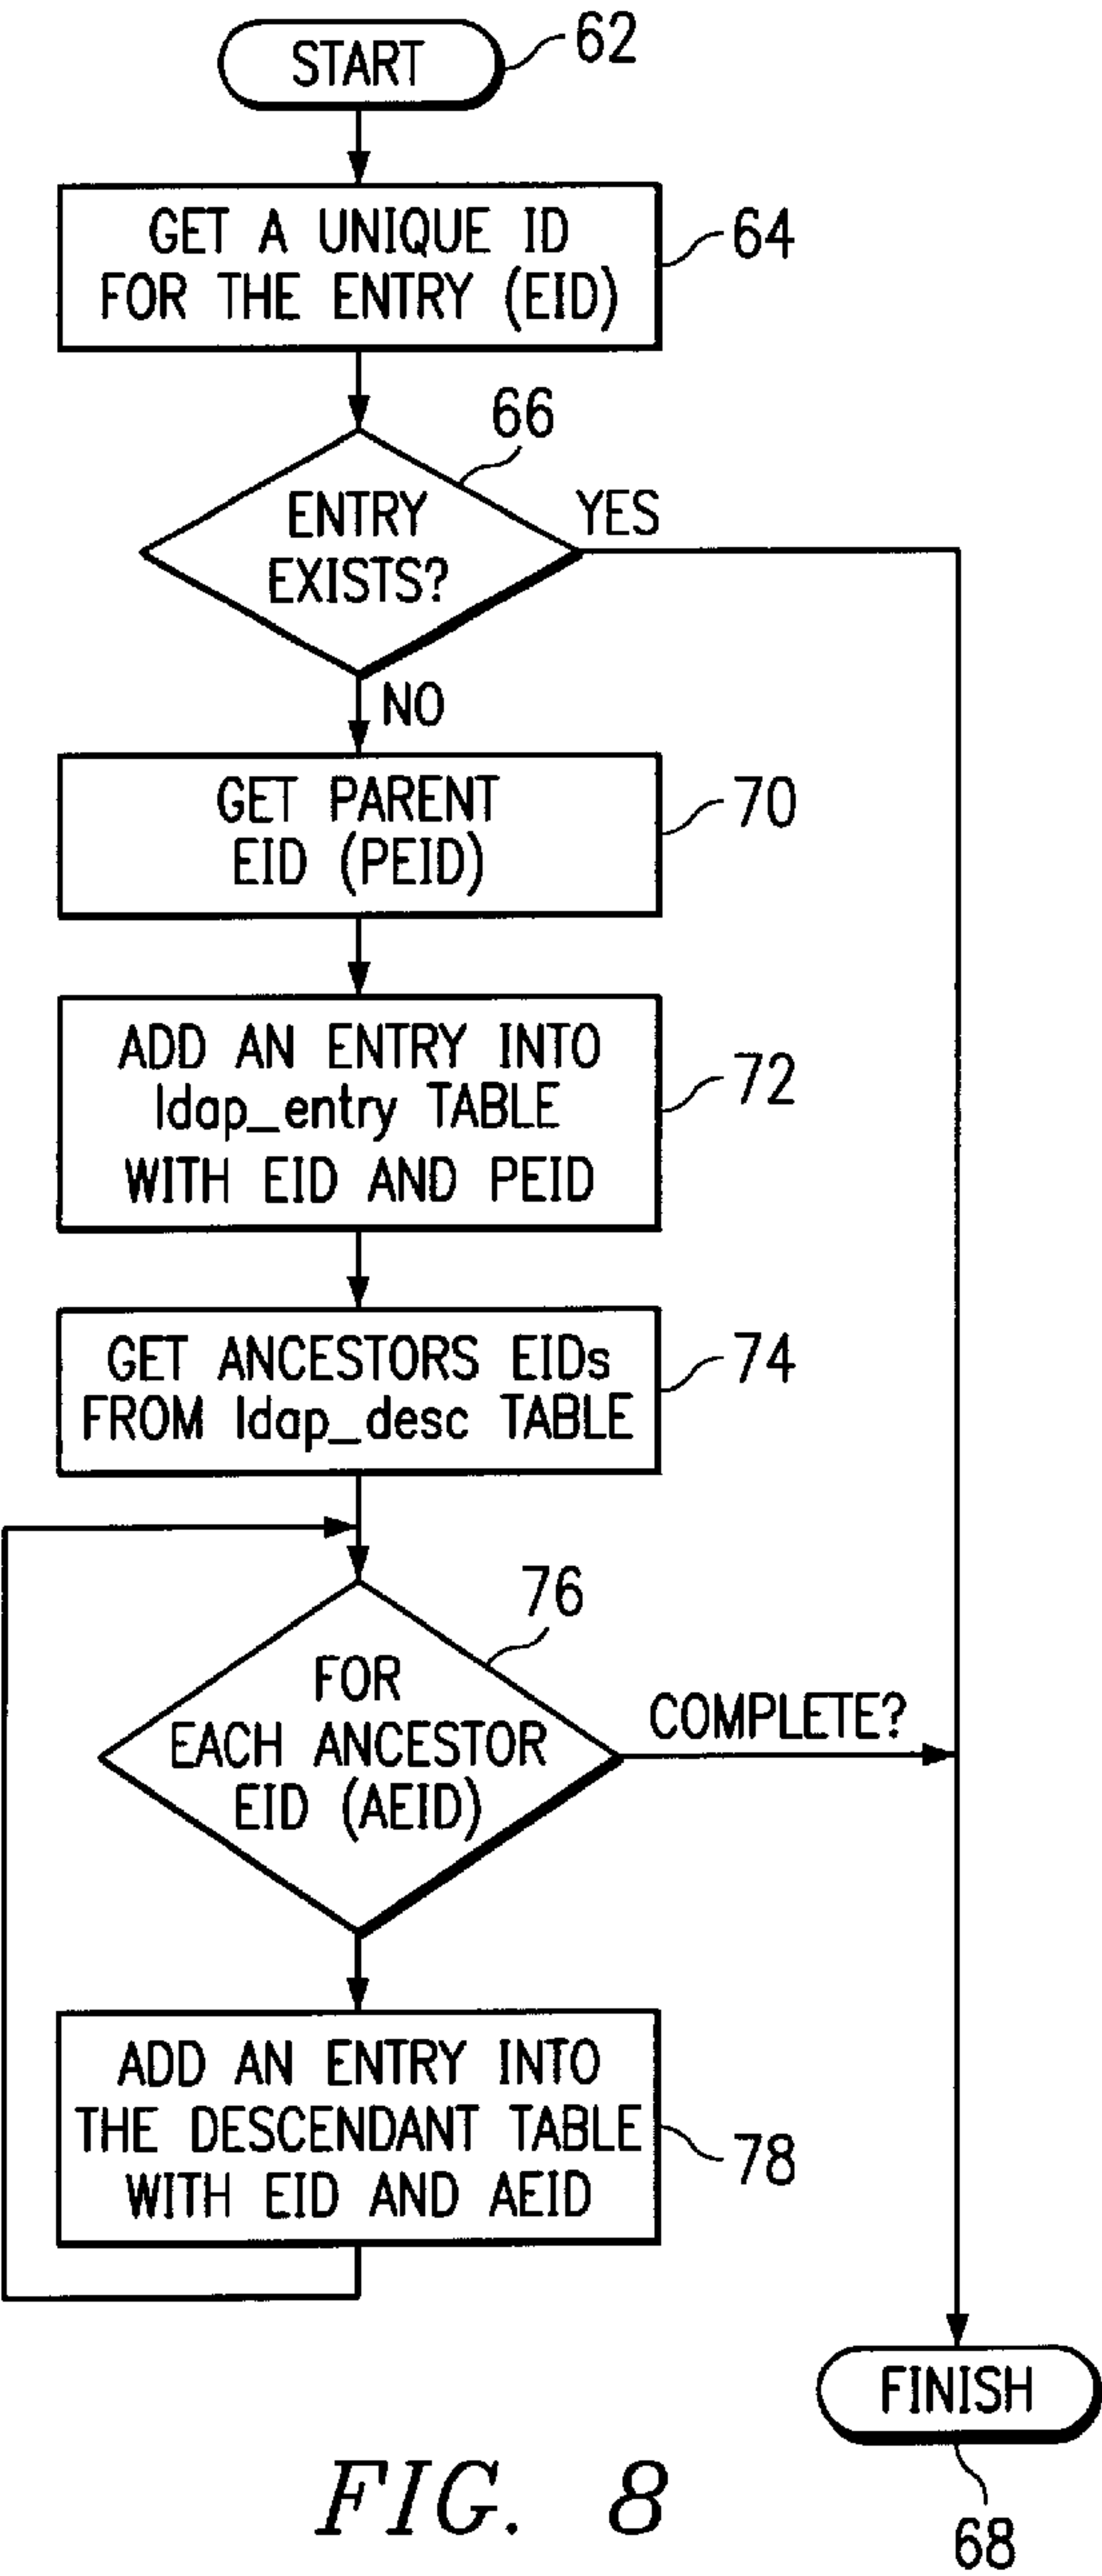 START
62
GET A UNIQUE ID
FOR THE ENTRY (EID)
64
66
ENTRY
EXISTS?
YES
NO
GET PARENT
EID (PEID)
70
ADD AN ENTRY INTO
ldap_entry TABLE
WITH EID AND PEID
72
GET ANCESTORS EIDs
FROM ldap_desc TABLE
74
76
FOR
EACH ANCESTOR
EID (AEID)
COMPLETE?
ADD AN ENTRY INTO
THE DESCENDANT TABLE
WITH EID AND AEID
78
FINISH
68
FIG. 8